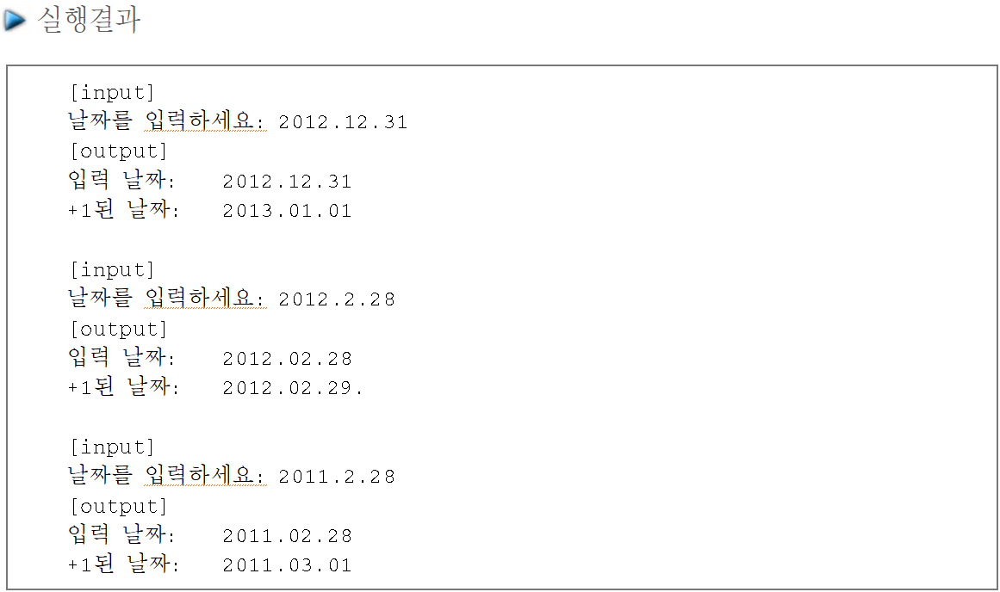 실행결과
[input]
날짜를 입력하세요: 2012.12.31
[output]
입력 날짜: 2012.12.31
+1된 날짜: 2013.01.01
[input]
날짜를 입력하세요: 2012.2.28
[output]
입력 날짜: 2012.02.28
+1된 날짜: 2012.02.29.
[input]
날짜를 입력하세요: 2011.2.28
[output]
입력 날짜: 2011.02.28
+1된 날짜: 2011.03.01